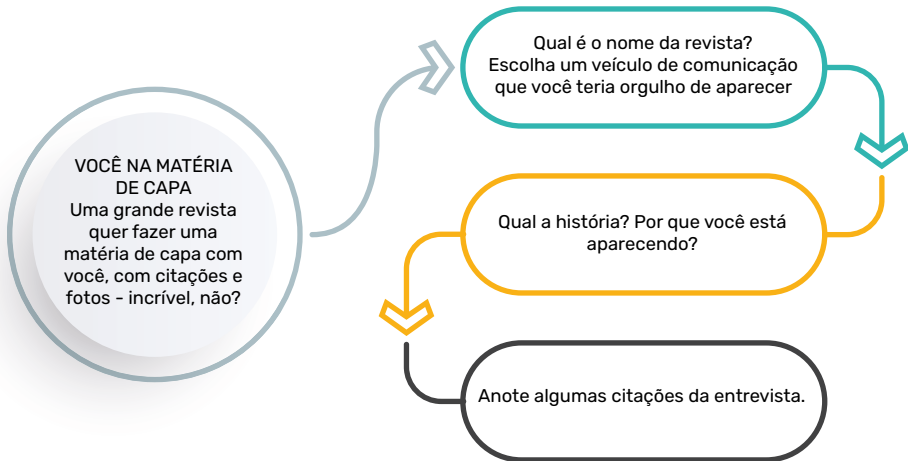 VOCÊ NA MATÉRIA
DE CAPA
Uma grande revista
quer fazer uma
matéria de capa com
você, com citações e
fotos - incrível, não?
Qual é o nome da revista?
Escolha um veículo de comunicação
que você teria orgulho de aparecer
Qual a história? Por que você está
aparecendo?
Anote algumas citações da entrevista.